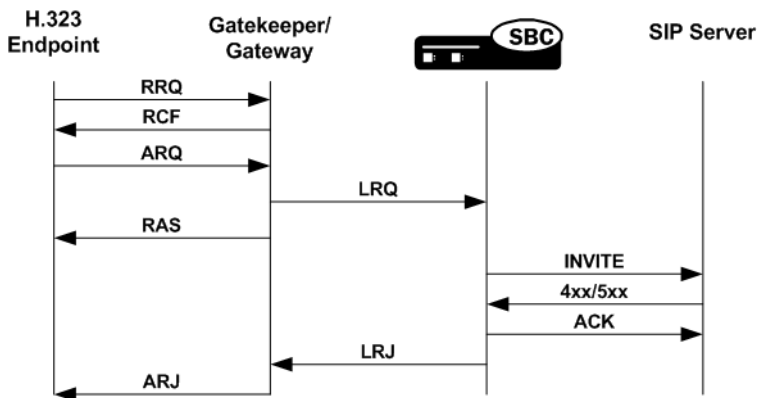 H.323
Endpoint
Gatekeeper/
Gateway
SBC
SIP Server
RRQ
RCF
ARQ
LRQ
RAS
INVITE
4xx/5xx
ACK
LRJ
ARJ